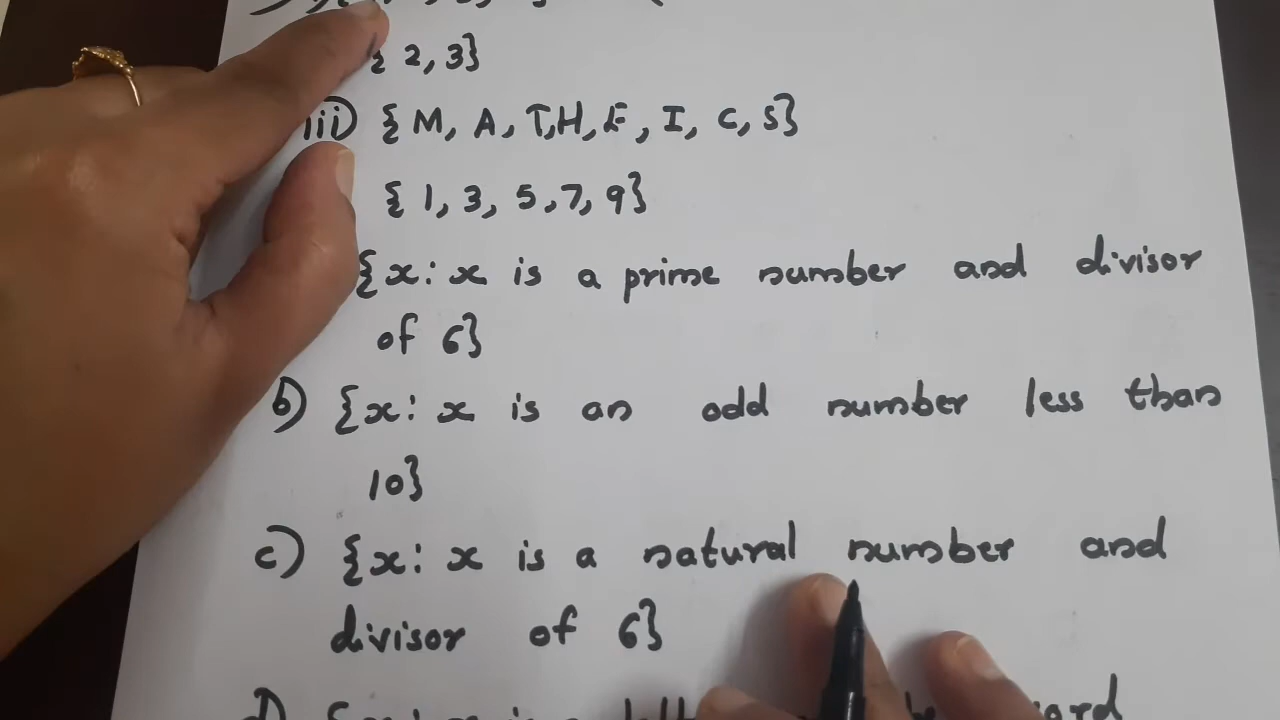 { 2, 3}
iii) { M, A, T, H, E, I, C, S}
{ 1, 3, 5, 7, 9}
{x: x is a prime number and divisor
of 6}
b) {x: x is an odd number less than
10}
c) {x: x is a natural number and
divisor of 6}
d) {x: x is